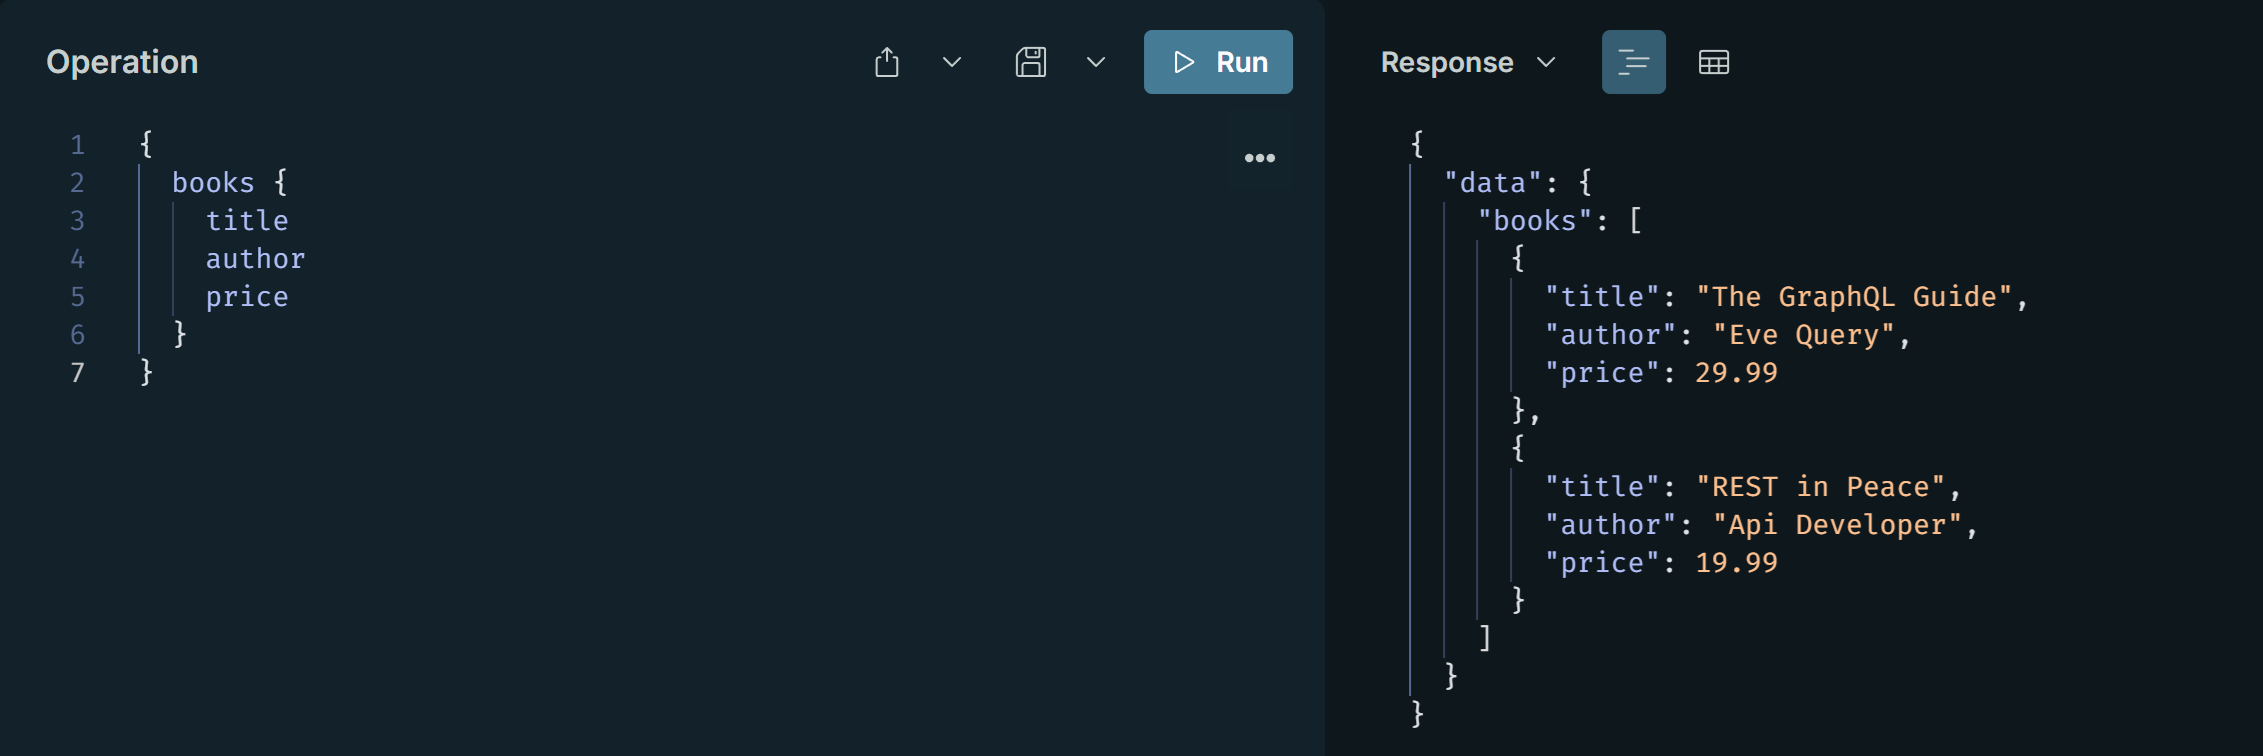 Operation
Run
1 {
2   books {
3     title
4     author
5     price
6   }
7 }
Response
{
  "data": {
    "books": [
      {
        "title": "The GraphQL Guide",
        "author": "Eve Query",
        "price": 29.99
      },
      {
        "title": "REST in Peace",
        "author": "Api Developer",
        "price": 19.99
      }
    ]
  }
}